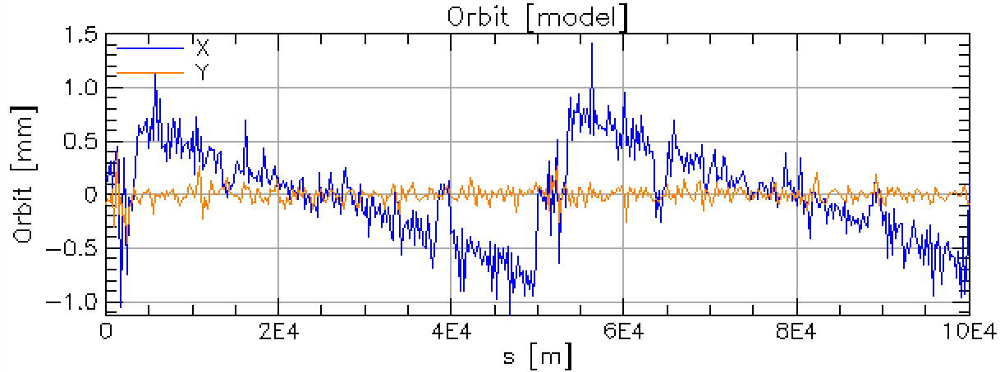 Orbit [model]
1.5
X
Y
1.0
0.5
0
−0.5
−1.0
Orbit [mm]
0 2E4 4E4 6E4 8E4 10E4
s [m]